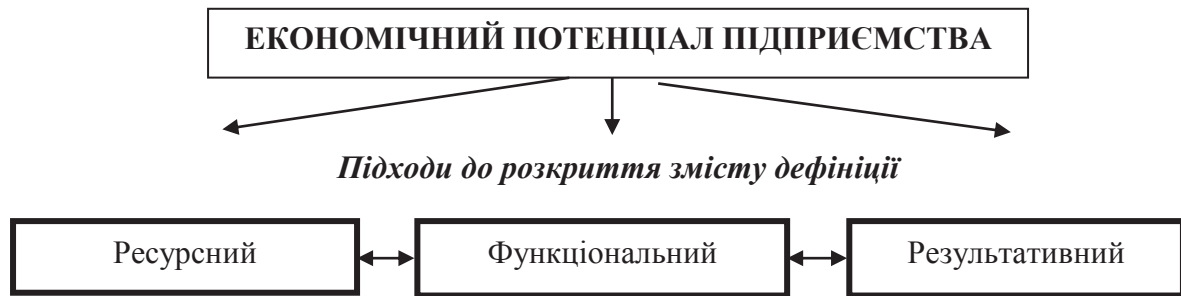 ЕКОНОМІЧНИЙ ПОТЕНЦІАЛ ПІДПРИЄМСТВА
Підходи до розкриття змісту дефініції
Ресурсний
Функціональний
Результативний